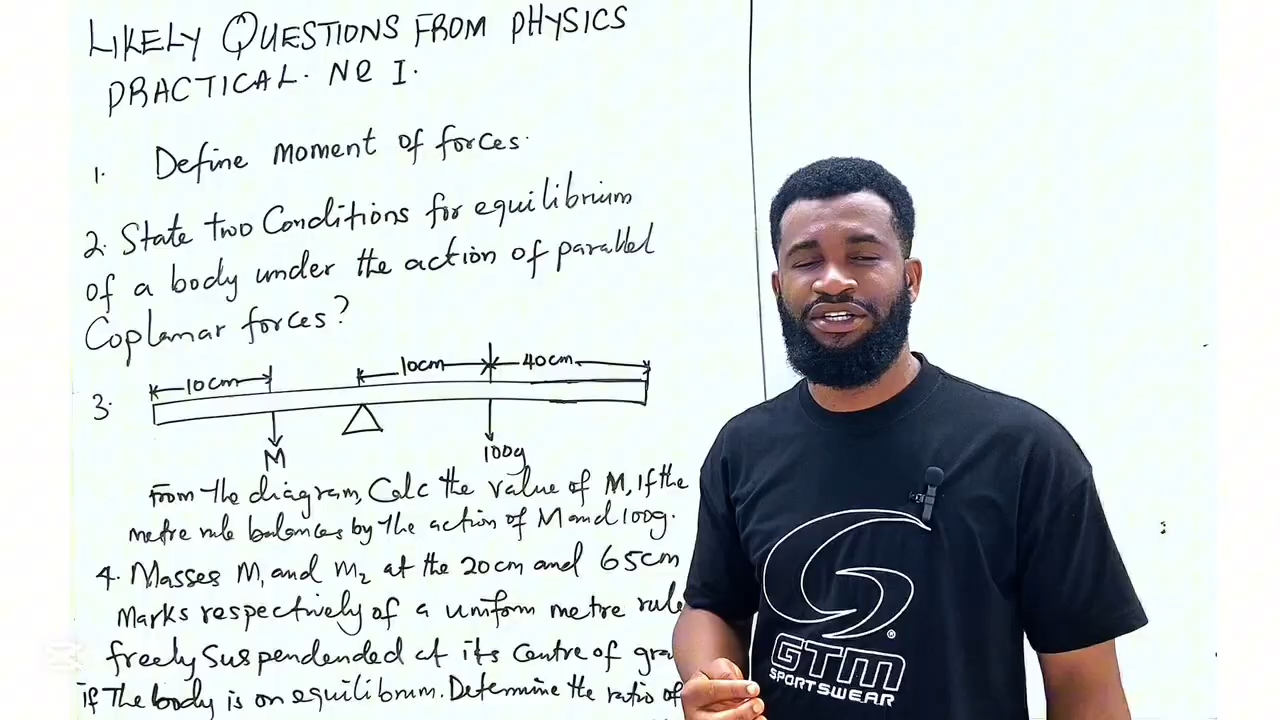 LIKELY QUESTIONS FROM PHYSICS
PRACTICAL. NO I.
1. Define moment of forces.
2. State two Conditions for equilibrium
of a body under the action of parallel
Coplamar forces?
3.
10cm
10cm
40cm
M
100g
From the diagram, Calc the value of M, if the
metre rule balances by the action of M and 100g.
4. Masses M1 and M2 at the 20cm and 65cm
Marks respectively of a uniform metre rule
freely Suspendended at its Centre of gra
if The body is on equilibrium. Determine the ratio of
GTM
SPORTSWEAR
®